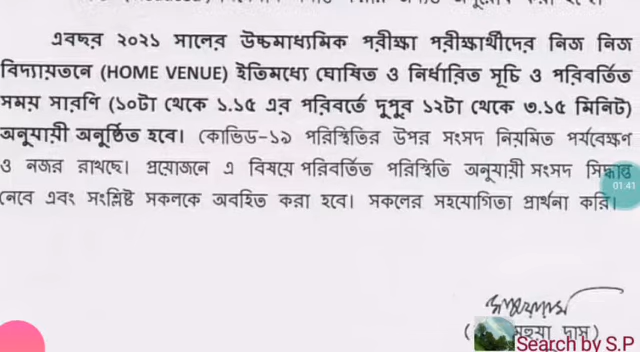 এবছর ২০২১ সালের উচ্চমাধ্যমিক পরীক্ষা পরীক্ষার্থীদের নিজ নিজ
বিদ্যায়তনে (HOME VENUE) ইতিমধ্যে ঘোষিত ও নির্ধারিত সূচি ও পরিবর্তিত
সময় সারণি (১০টা থেকে ১.১৫ এর পরিবর্তে দুপুর ১২টা থেকে ৩.১৫ মিনিট)
অনুযায়ী অনুষ্ঠিত হবে। কোভিড-১৯ পরিস্থিতির উপর সংসদ নিয়মিত পর্যবেক্ষণ
ও নজর রাখছে। প্রয়োজনে এ বিষয়ে পরিবর্তিত পরিস্থিতি অনুযায়ী সংসদ সিদ্ধান্ত
01:41
নেবে এবং সংশ্লিষ্ট সকলকে অবহিত করা হবে। সকলের সহযোগিতা প্রার্থনা করি।
দাস)
Search by S.P